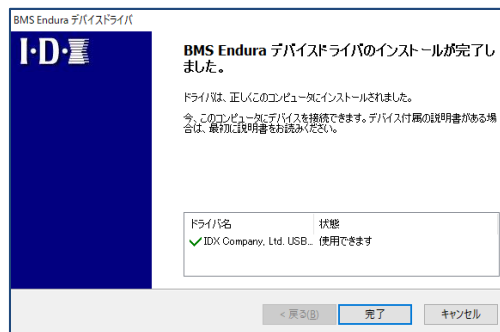 BMS Endura デバイスドライバ
I·D·X
BMS Endura デバイスドライバのインストールが完了し
ました。
ドライバは、正しくこのコンピュータにインストールされました。
今、このコンピュータにデバイスを接続できます。デバイス付属の説明書がある場
合は、最初に説明書をお読みください。
ドライバ名 状態
IDX Company, Ltd. USB... 使用できます
< 戻る(B) 完了 キャンセル